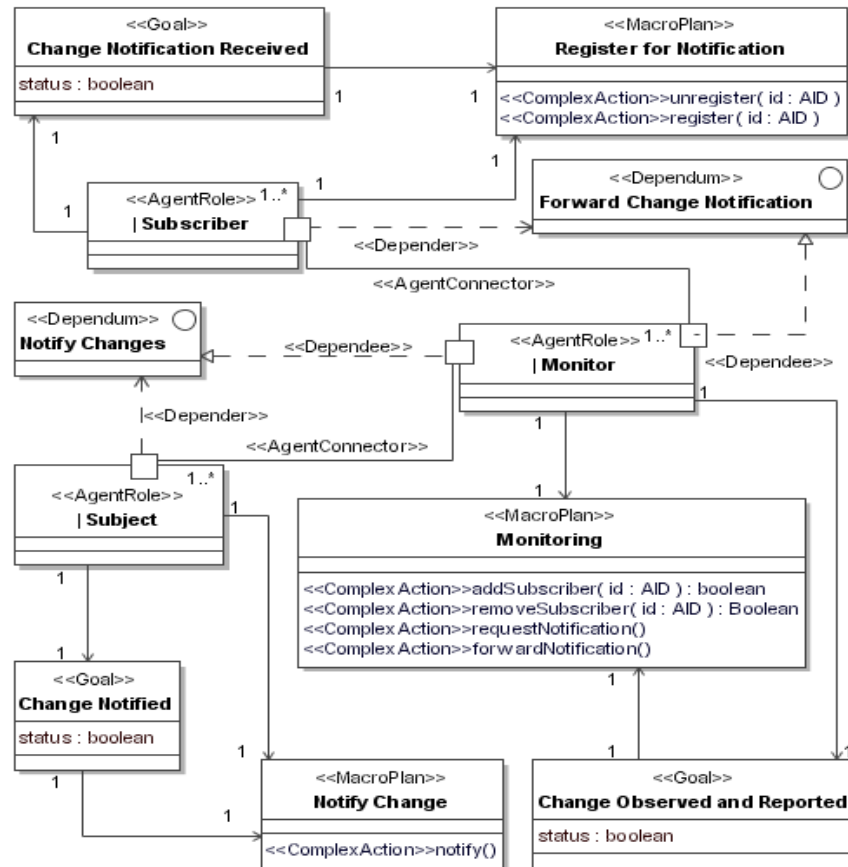 <<Goal>>
Change Notification Received
status : boolean
<<MacroPlan>>
Register for Notification
<<ComplexAction>>unregister( id : AID )
<<ComplexAction>>register( id : AID )
1
1
1
1
1
1
<<AgentRole>>
1..*
| Subscriber
<<Dependum>>
Forward Change Notification
<<Depender>>
<<AgentConnector>>
<<Dependum>>
Notify Changes
<<Dependee>>
<<AgentRole>>
1..*
| Monitor
<<Dependee>>
<<Depender>>
<<AgentConnector>>
1
1
1..*
<<AgentRole>>
| Subject
1
1
1
<<MacroPlan>>
Monitoring
<<ComplexAction>>addSubscriber( id : AID ) : boolean
<<ComplexAction>>removeSubscriber( id : AID ) : Boolean
<<ComplexAction>>requestNotification()
<<ComplexAction>>forwardNotification()
1
<<Goal>>
Change Notified
status : boolean
1
1
1
1
1
1
<<MacroPlan>>
Notify Change
<<ComplexAction>>notify()
<<Goal>>
Change Observed and Reported
status : boolean